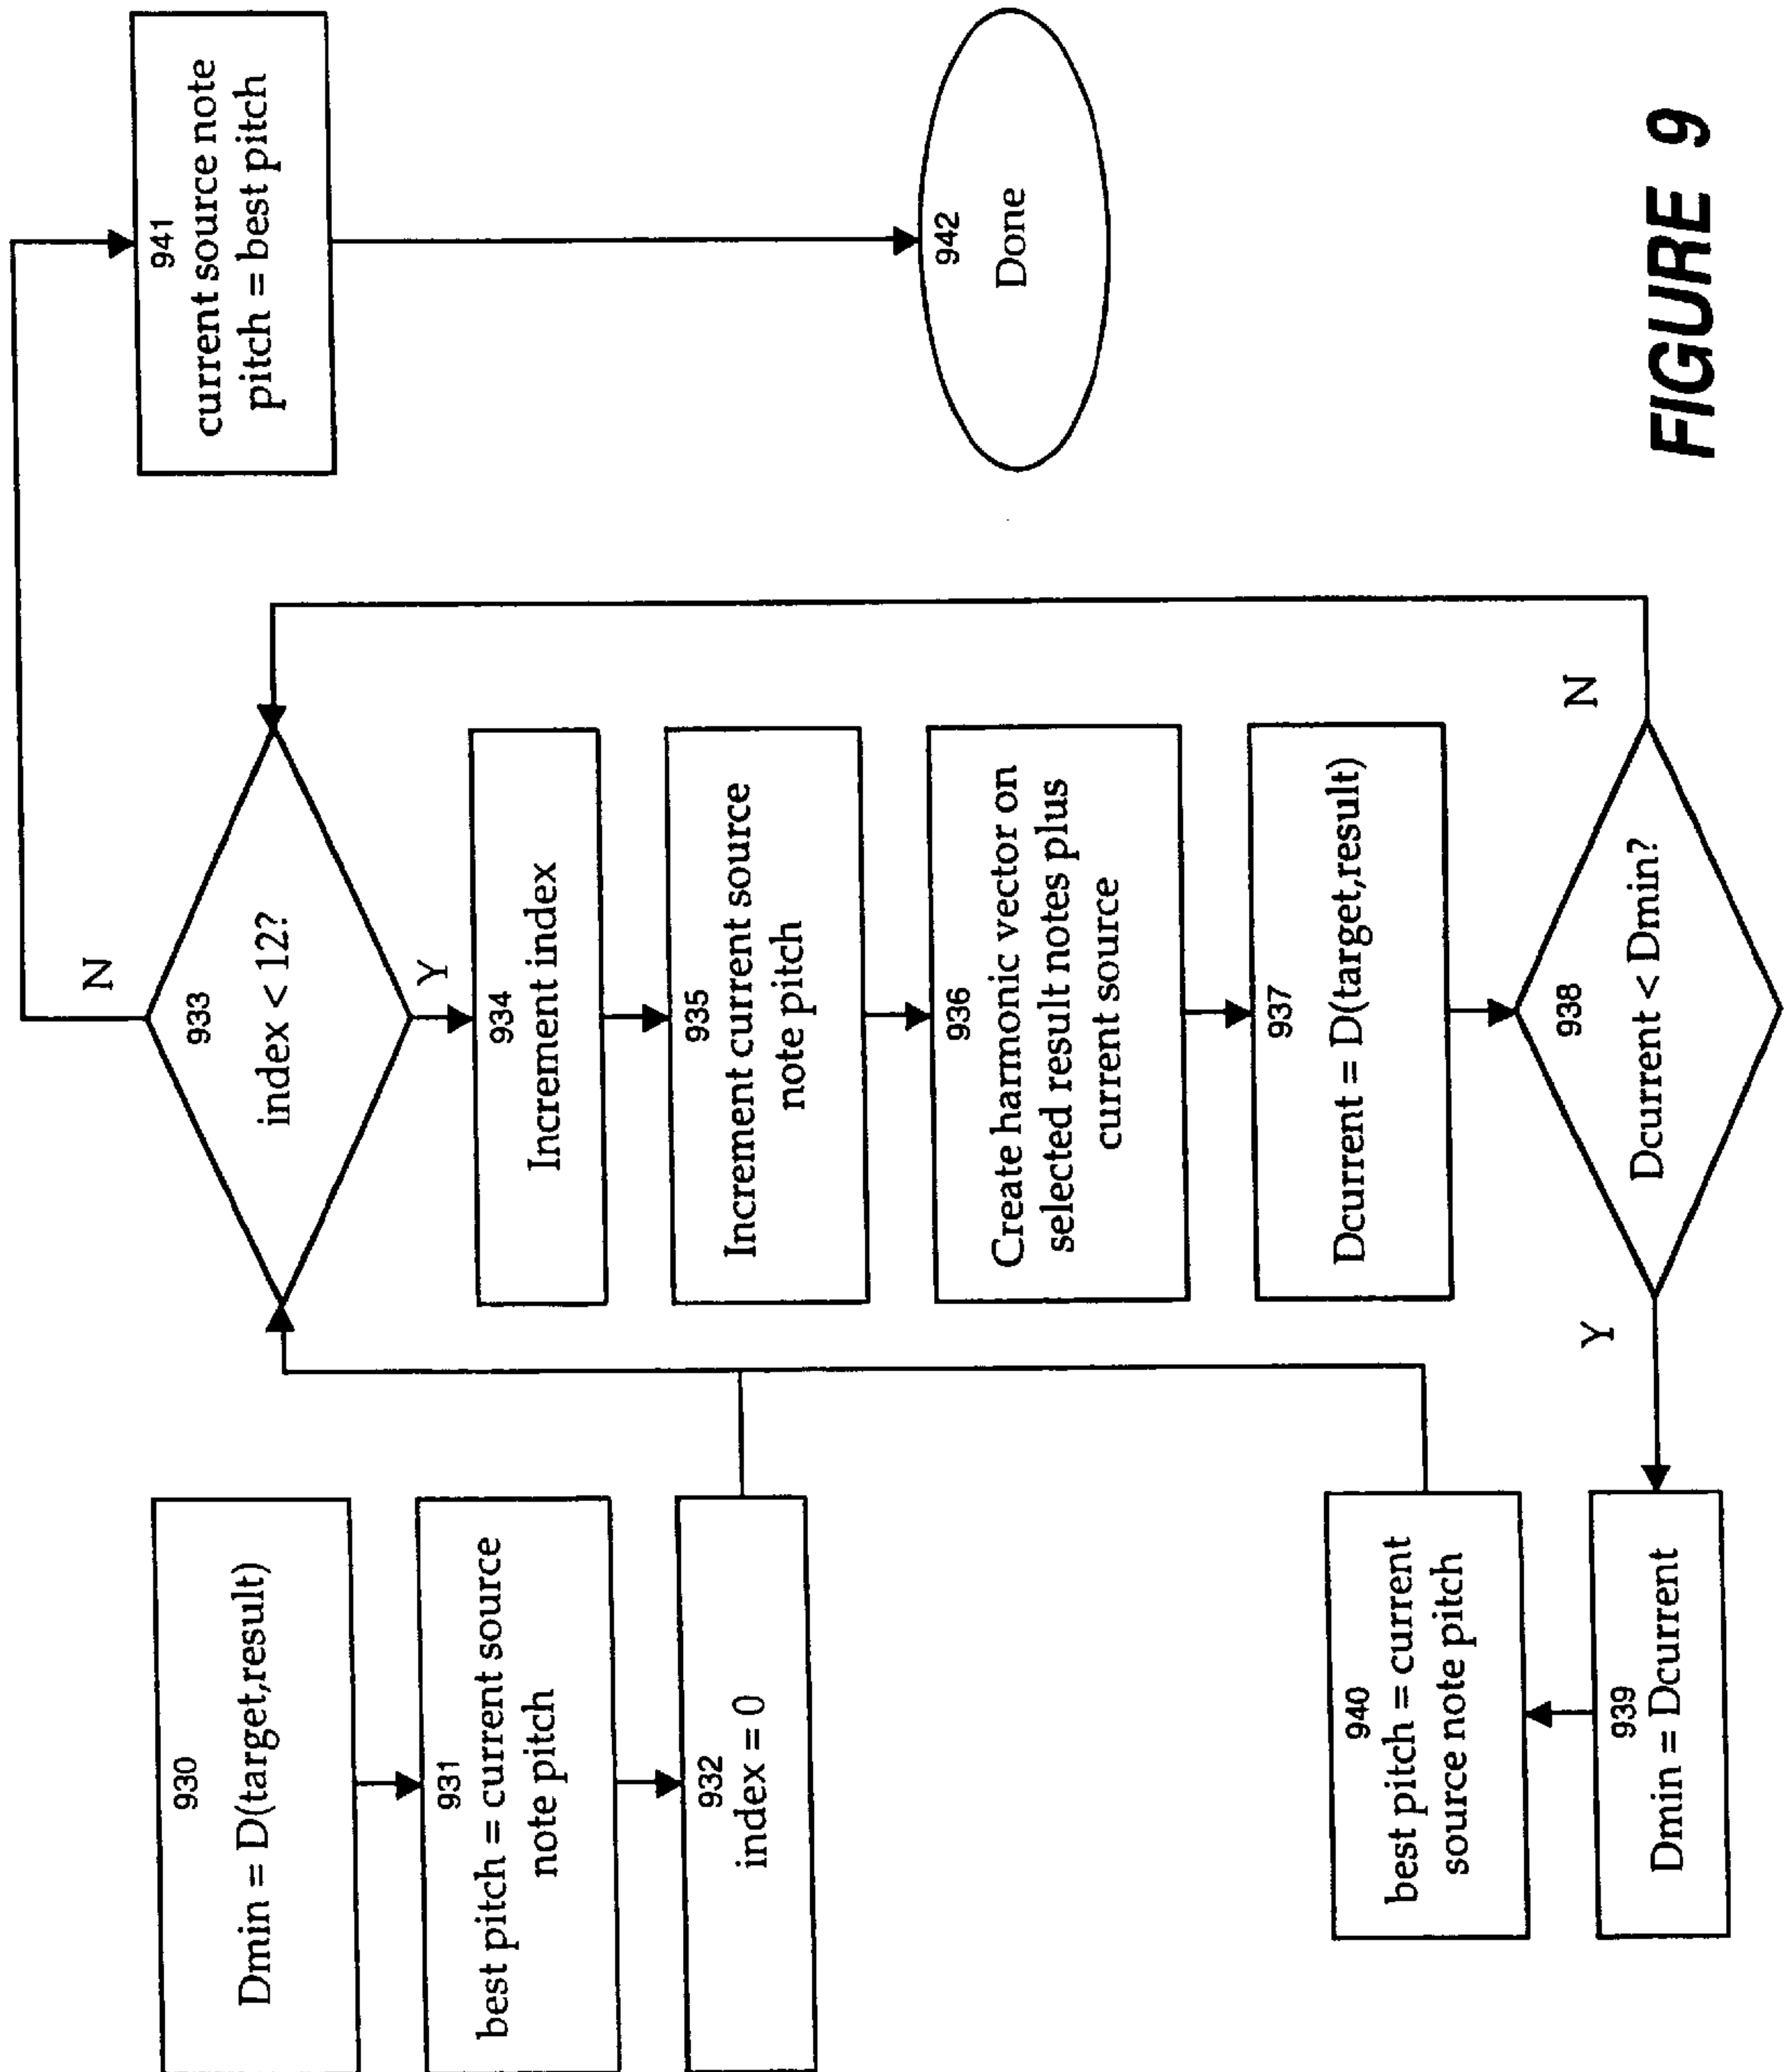 930
Dmin = D(target,result)
931
best pitch = current source
note pitch
932
index = 0
N
933
index < 12?
Y
934
Increment index
935
Increment current source
note pitch
936
Create harmonic vector on
selected result notes plus
current source
937
Dcurrent = D(target,result)
938
Dcurrent < Dmin?
Y
N
939
Dmin = Dcurrent
940
best pitch = current
source note pitch
941
current source note
pitch = best pitch
942
Done
FIGURE 9